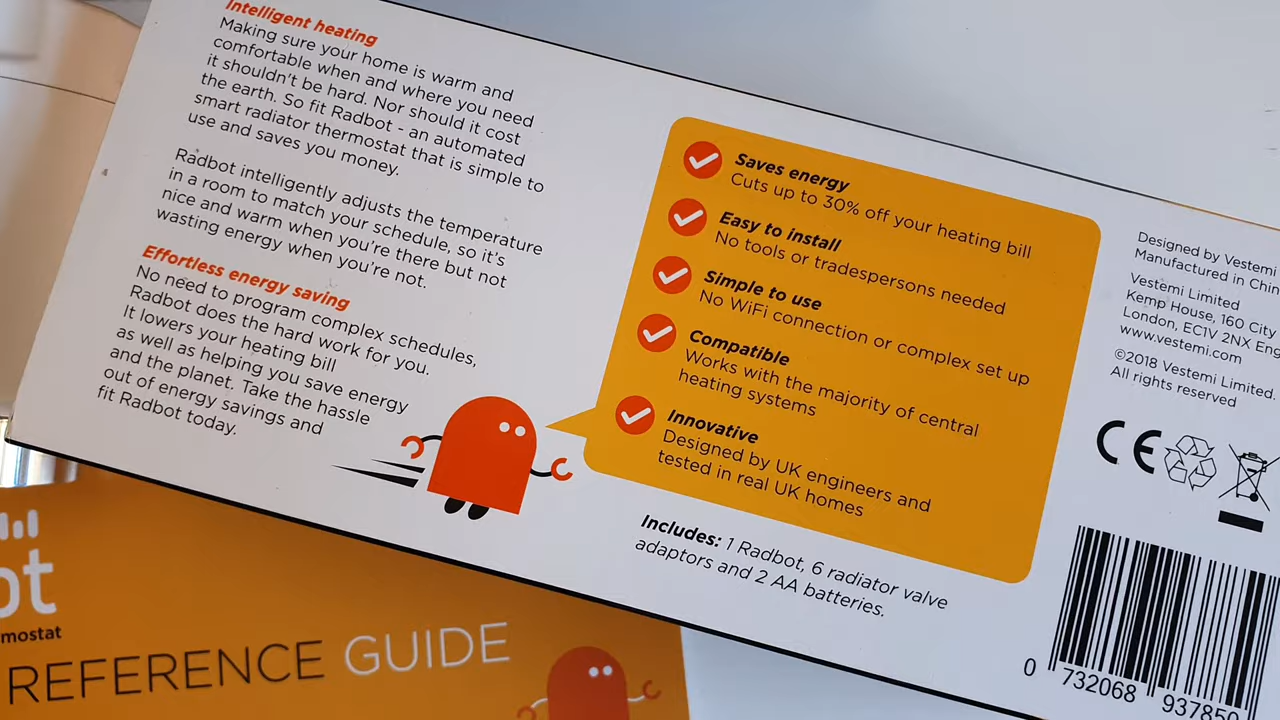 Intelligent heating
Making sure your home is warm and
comfortable when and where you need
it shouldn't be hard. Nor should it cost
the earth. So fit Radbot - an automated
smart radiator thermostat that is simple to
use and saves you money.
Radbot intelligently adjusts the temperature
in a room to match your schedule, so it's
nice and warm when you're there but not
wasting energy when you're not.
Effortless energy saving
No need to program complex schedules,
Radbot does the hard work for you.
It lowers your heating bill
as well as helping you save energy
and the planet. Take the hassle
out of energy savings and
fit Radbot today.
Saves energy
Cuts up to 30% off your heating bill
Easy to install
No tools or tradespersons needed
Simple to use
No WiFi connection or complex set up
Compatible
Works with the majority of central
heating systems
Innovative
Designed by UK engineers and
tested in real UK homes
Includes: 1 Radbot, 6 radiator valve
adaptors and 2 AA batteries.
Designed by Vestemi
Manufactured in Chin
Vestemi Limited
Kemp House, 160 City
London, EC1V 2NX Eng
www.vestemi.com
©2018 Vestemi Limited.
All rights reserved
CE
0 732068 937850
ot
mostat
REFERENCE GUIDE